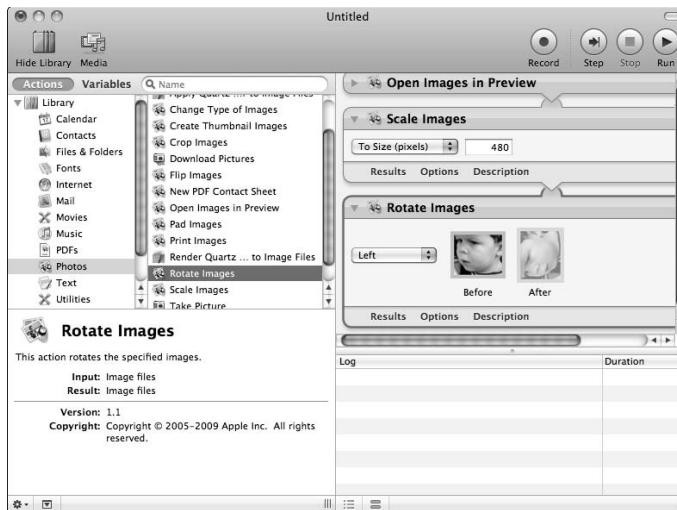 Untitled
Hide Library Media
Record Step Stop Run
Actions Variables Name
Library
Calendar
Contacts
Files & Folders
Fonts
Internet
Mail
Movies
Music
PDFs
Photos
Text
Utilities
Apply Quartz ... to Image Files
Change Type of Images
Create Thumbnail Images
Crop Images
Download Pictures
Flip Images
New PDF Contact Sheet
Open Images in Preview
Pad Images
Print Images
Render Quartz ... to Image Files
Rotate Images
Scale Images
Take Picture
Open Images in Preview
Scale Images
To Size (pixels) 480
Results Options Description
Rotate Images
Left
Before After
Results Options Description
Rotate Images
This action rotates the specified images.
Input: Image files
Result: Image files
Version: 1.1
Copyright: Copyright © 2005–2009 Apple Inc. All rights
reserved.
Log Duration